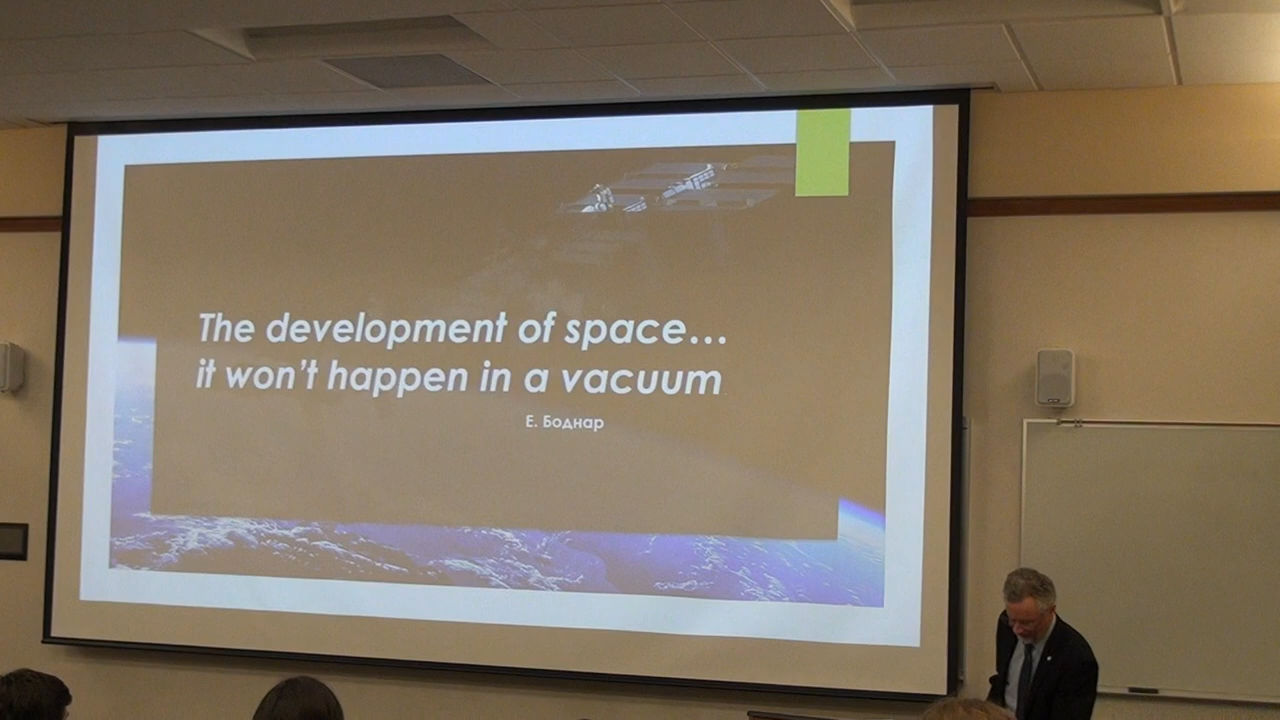 The development of space...
it won't happen in a vacuum
Е. Боднар